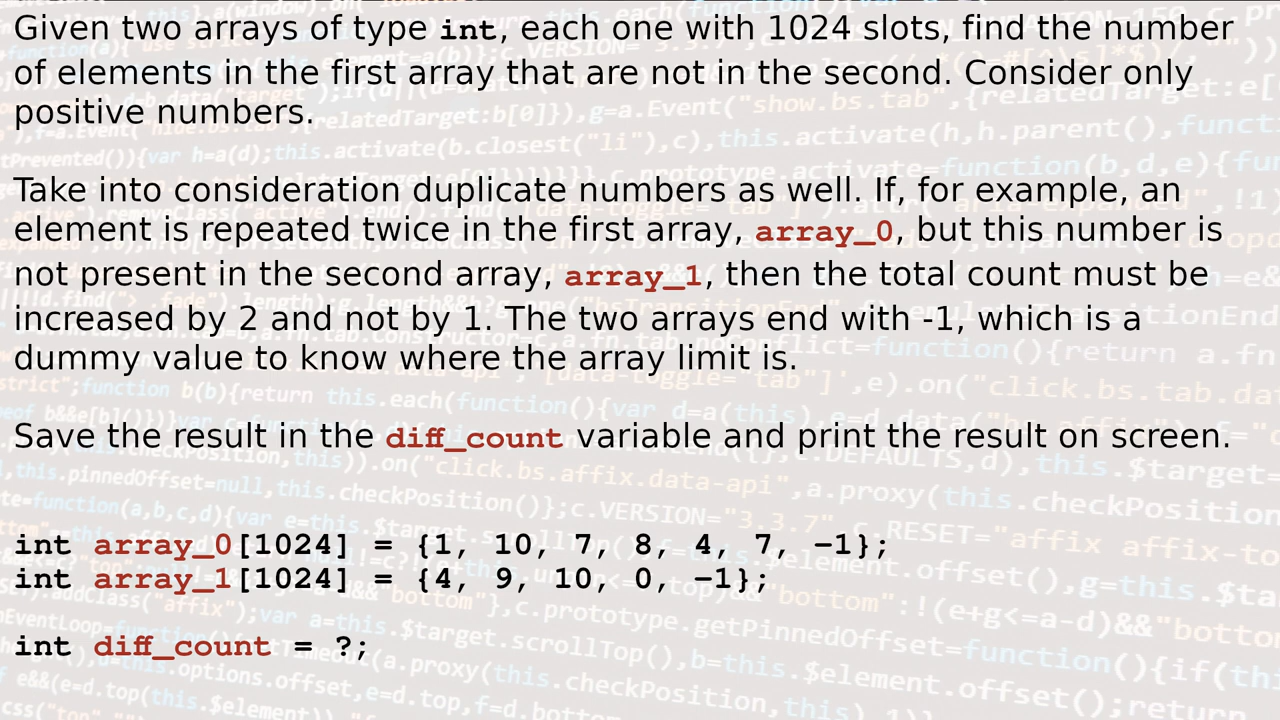 Given two arrays of type int, each one with 1024 slots, find the number
of elements in the first array that are not in the second. Consider only
positive numbers.
Take into consideration duplicate numbers as well. If, for example, an
element is repeated twice in the first array, array_0, but this number is
not present in the second array, array_1, then the total count must be
increased by 2 and not by 1. The two arrays end with -1, which is a
dummy value to know where the array limit is.
Save the result in the diff_count variable and print the result on screen.
int array_0[1024] = {1, 10, 7, 8, 4, 7, -1};
int array_1[1024] = {4, 9, 10, 0, -1};
int diff_count = ?;